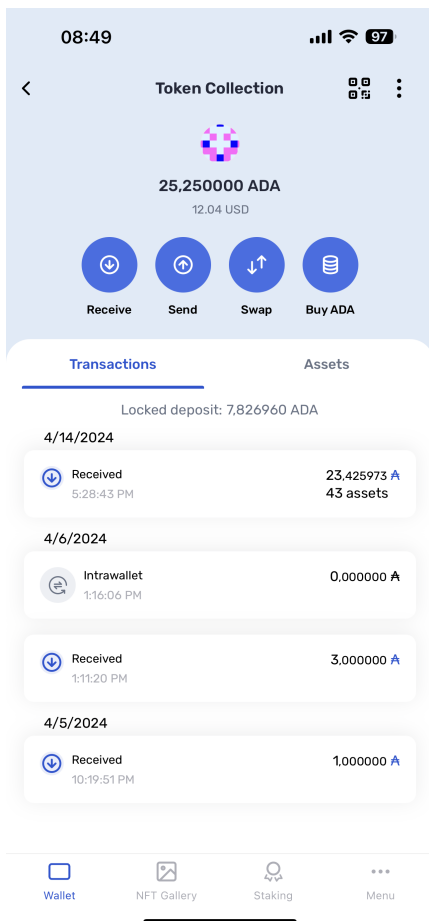 08:49
97
Token Collection
25,250000 ADA
12.04 USD
Receive Send Swap Buy ADA
Transactions Assets
Locked deposit: 7,826960 ADA
4/14/2024
Received 23,425973 ₳
5:28:43 PM 43 assets
4/6/2024
Intrawallet 0,000000 ₳
1:16:06 PM
Received 3,000000 ₳
1:11:20 PM
4/5/2024
Received 1,000000 ₳
10:19:51 PM
Wallet NFT Gallery Staking Menu